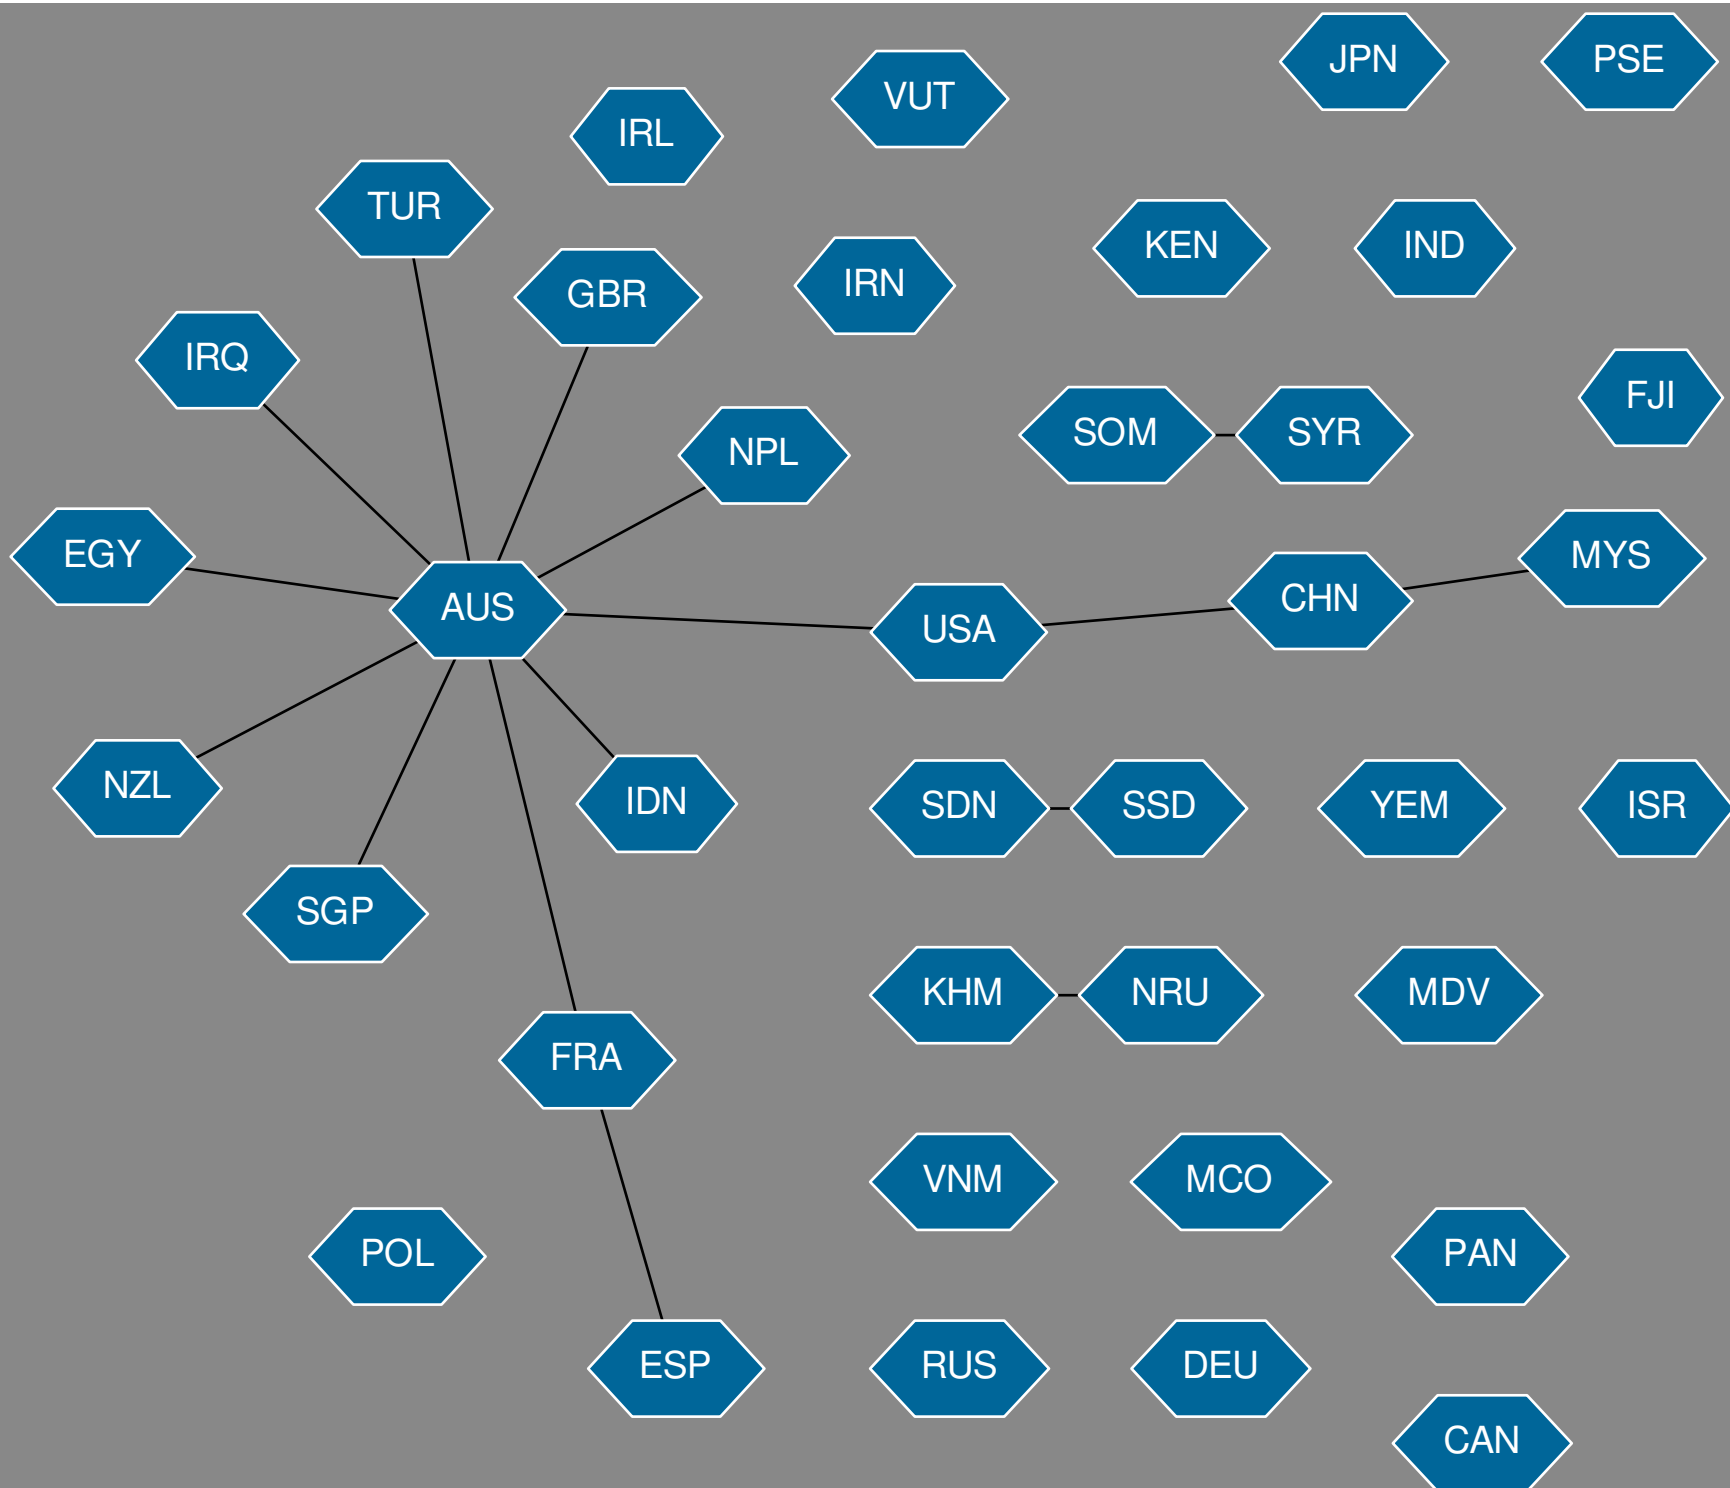 JPN
PSE
VUT
IRL
TUR
KEN
IND
IRN
GBR
IRQ
FJI
SOM
SYR
NPL
EGY
MYS
CHN
AUS
USA
NZL
IDN
SDN
SSD
YEM
ISR
SGP
KHM
NRU
MDV
FRA
VNM
MCO
POL
PAN
ESP
RUS
DEU
CAN